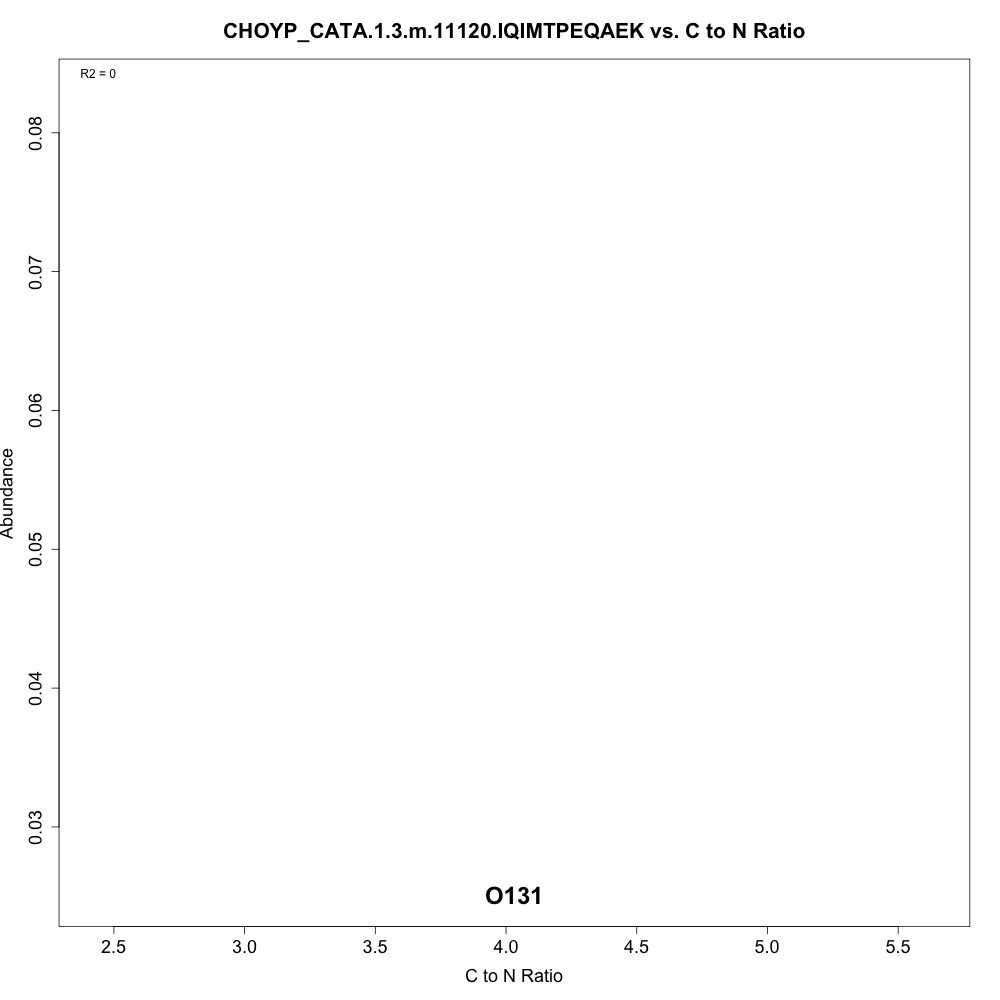 CHOYP_CATA.1.3.m.11120.IQIMTPEQAEK vs. C to N Ratio
R2 = 0
0.08
0.07
0.06
0.05
0.04
0.03
Abundance
O131
2.5 3.0 3.5 4.0 4.5 5.0 5.5
C to N Ratio